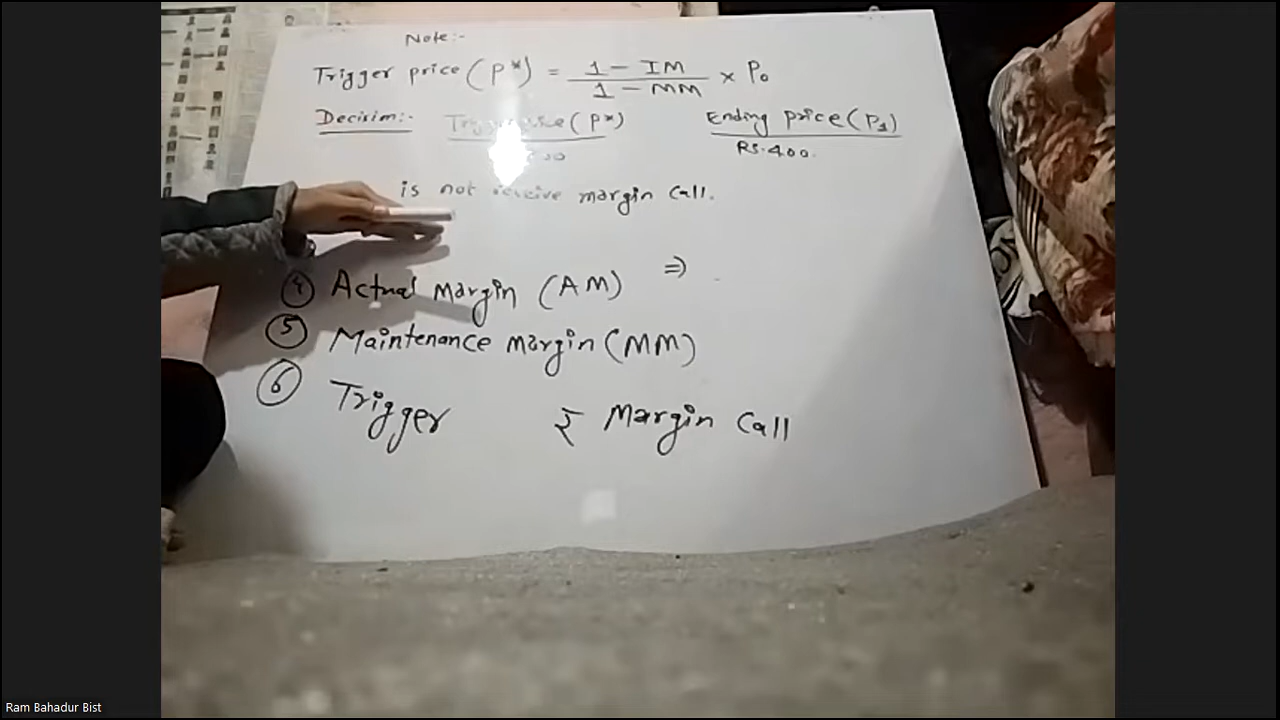 Note:-
Trigger price (P*) = 1 - IM / 1 - MM × P₀
Decision:- (P*) Ending price (P₁)
Rs. 400.
is not receive margin call.
④ Actual margin (AM) ⇒
⑤ Maintenance margin (MM)
⑥ Trigger र Margin Call
Ram Bahadur Bist